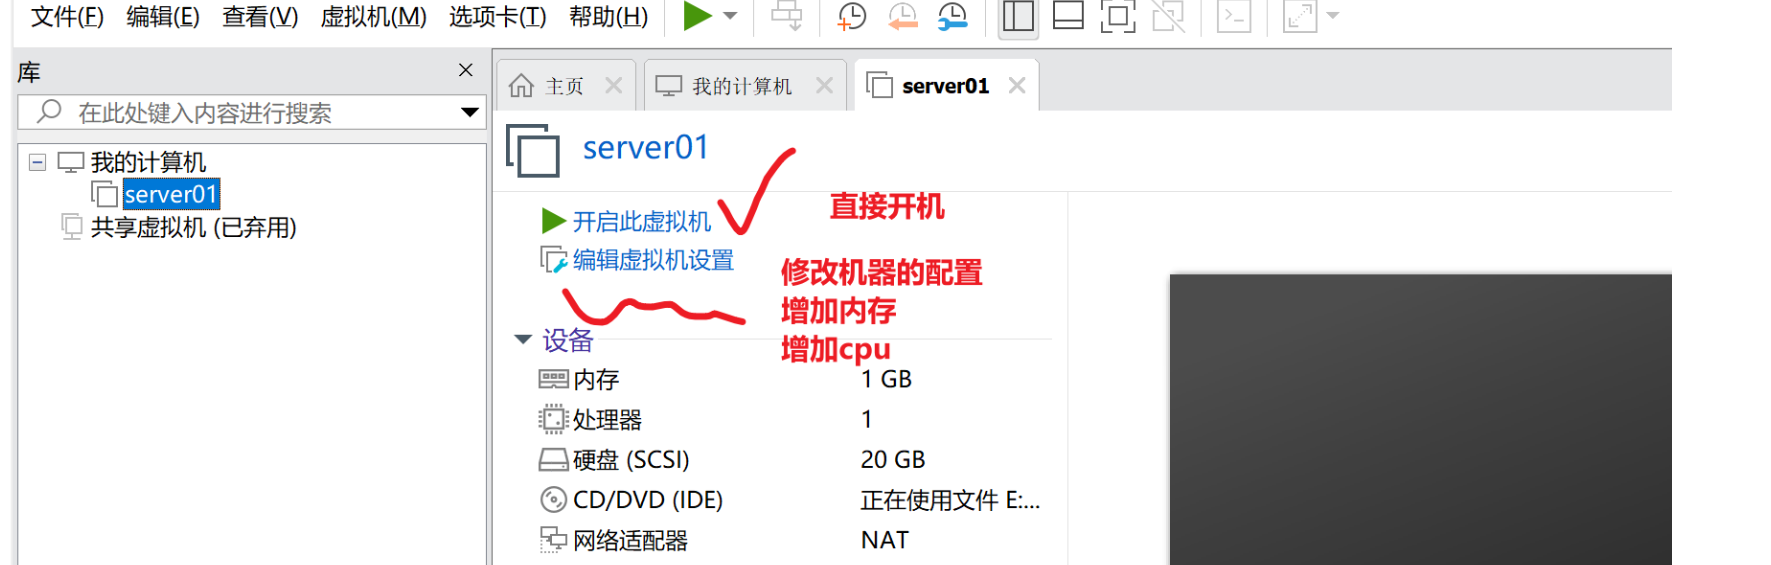 文件(F) 编辑(E) 查看(V) 虚拟机(M) 选项卡(T) 帮助(H)
库
在此处键入内容进行搜索
我的计算机
server01
共享虚拟机 (已弃用)
主页 我的计算机 server01
server01
开启此虚拟机
直接开机
编辑虚拟机设置
修改机器的配置
增加内存
增加cpu
设备
内存 1 GB
处理器 1
硬盘 (SCSI) 20 GB
CD/DVD (IDE) 正在使用文件 E:...
网络适配器 NAT